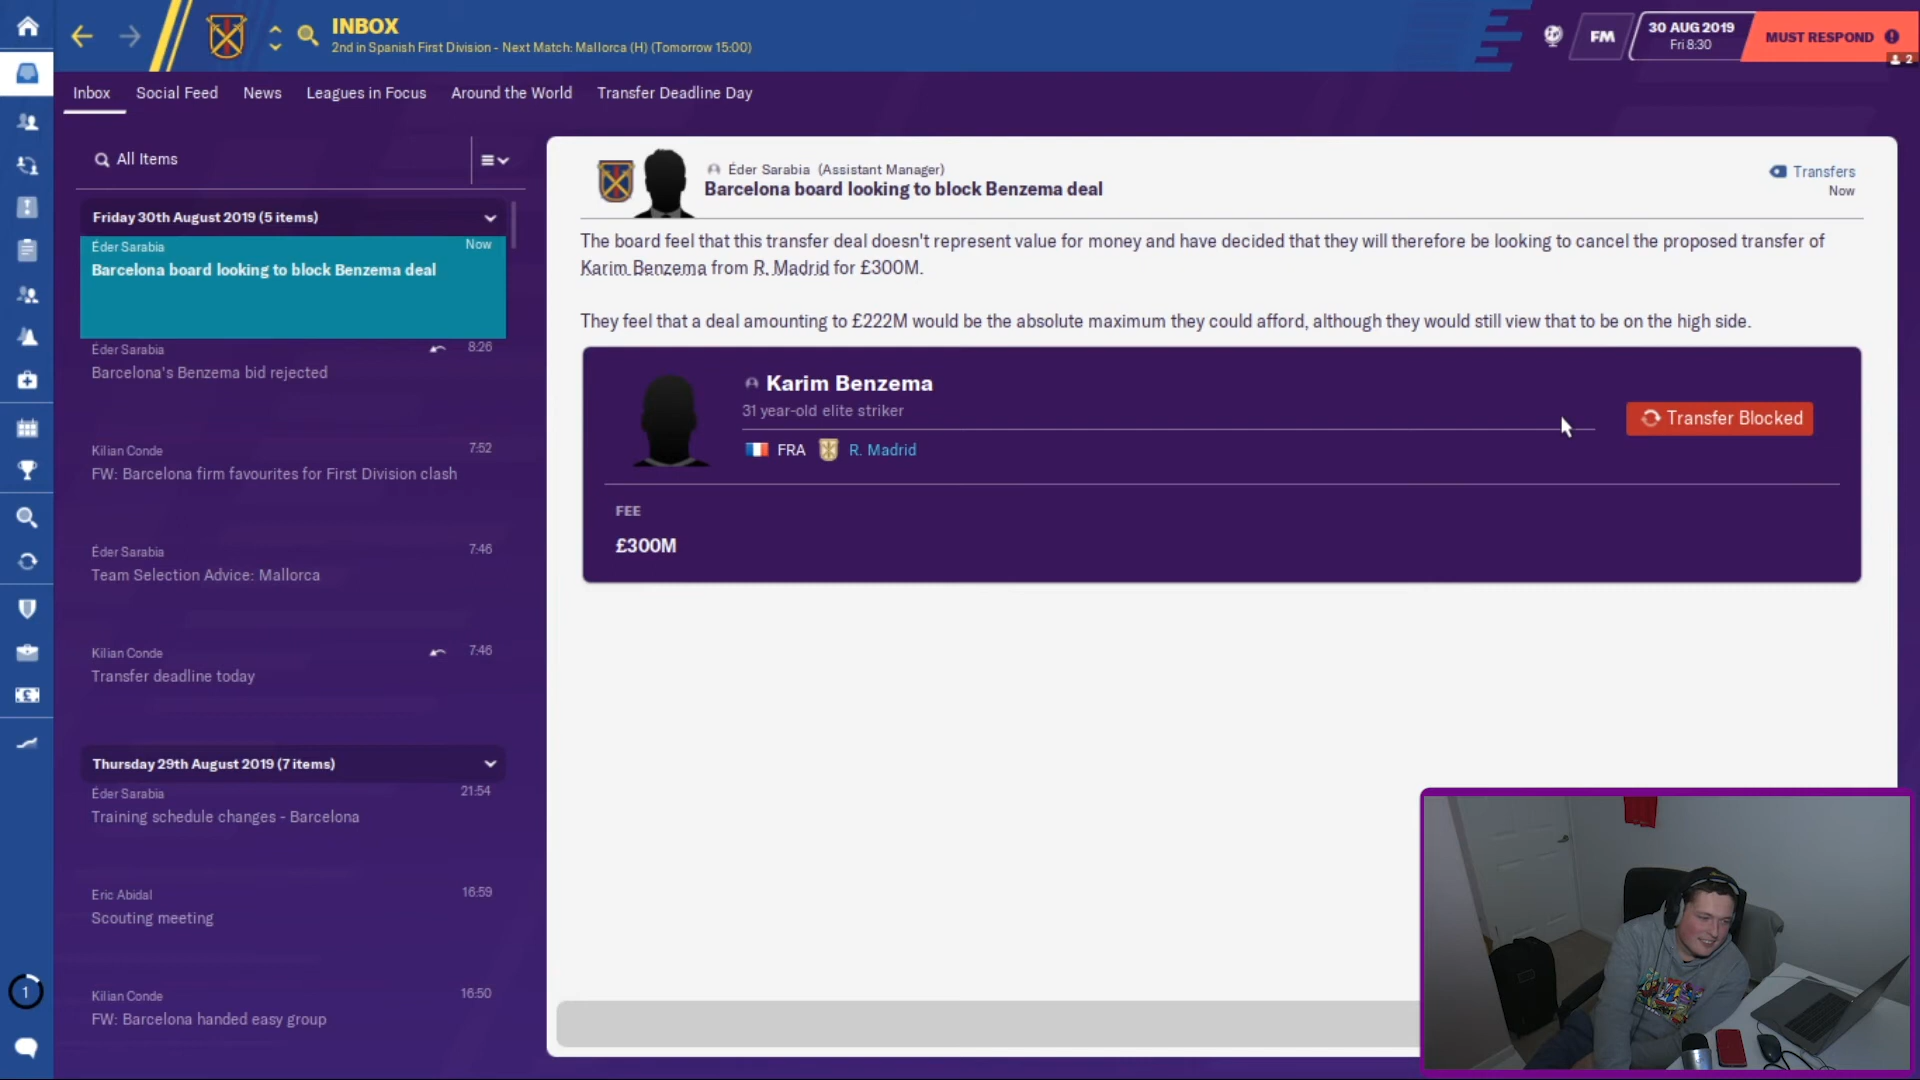 INBOX
2nd in Spanish First Division - Next Match: Mallorca (H) (Tomorrow 15:00)
FM
30 AUG 2019
Fri 8:30
MUST RESPOND
2
Inbox
Social Feed
News
Leagues in Focus
Around the World
Transfer Deadline Day
All Items
Friday 30th August 2019 (5 items)
Éder Sarabia
Now
Barcelona board looking to block Benzema deal
Éder Sarabia
8:26
Barcelona's Benzema bid rejected
Kilian Conde
7:52
FW: Barcelona firm favourites for First Division clash
Éder Sarabia
7:46
Team Selection Advice: Mallorca
Kilian Conde
7:46
Transfer deadline today
Thursday 29th August 2019 (7 items)
Éder Sarabia
21:54
Training schedule changes - Barcelona
Eric Abidal
16:59
Scouting meeting
Kilian Conde
16:50
FW: Barcelona handed easy group
1
Éder Sarabia (Assistant Manager)
Barcelona board looking to block Benzema deal
Transfers
Now
The board feel that this transfer deal doesn't represent value for money and have decided that they will therefore be looking to cancel the proposed transfer of
Karim Benzema from R. Madrid for £300M.
They feel that a deal amounting to £222M would be the absolute maximum they could afford, although they would still view that to be on the high side.
Karim Benzema
31 year-old elite striker
FRA
R. Madrid
Transfer Blocked
FEE
£300M